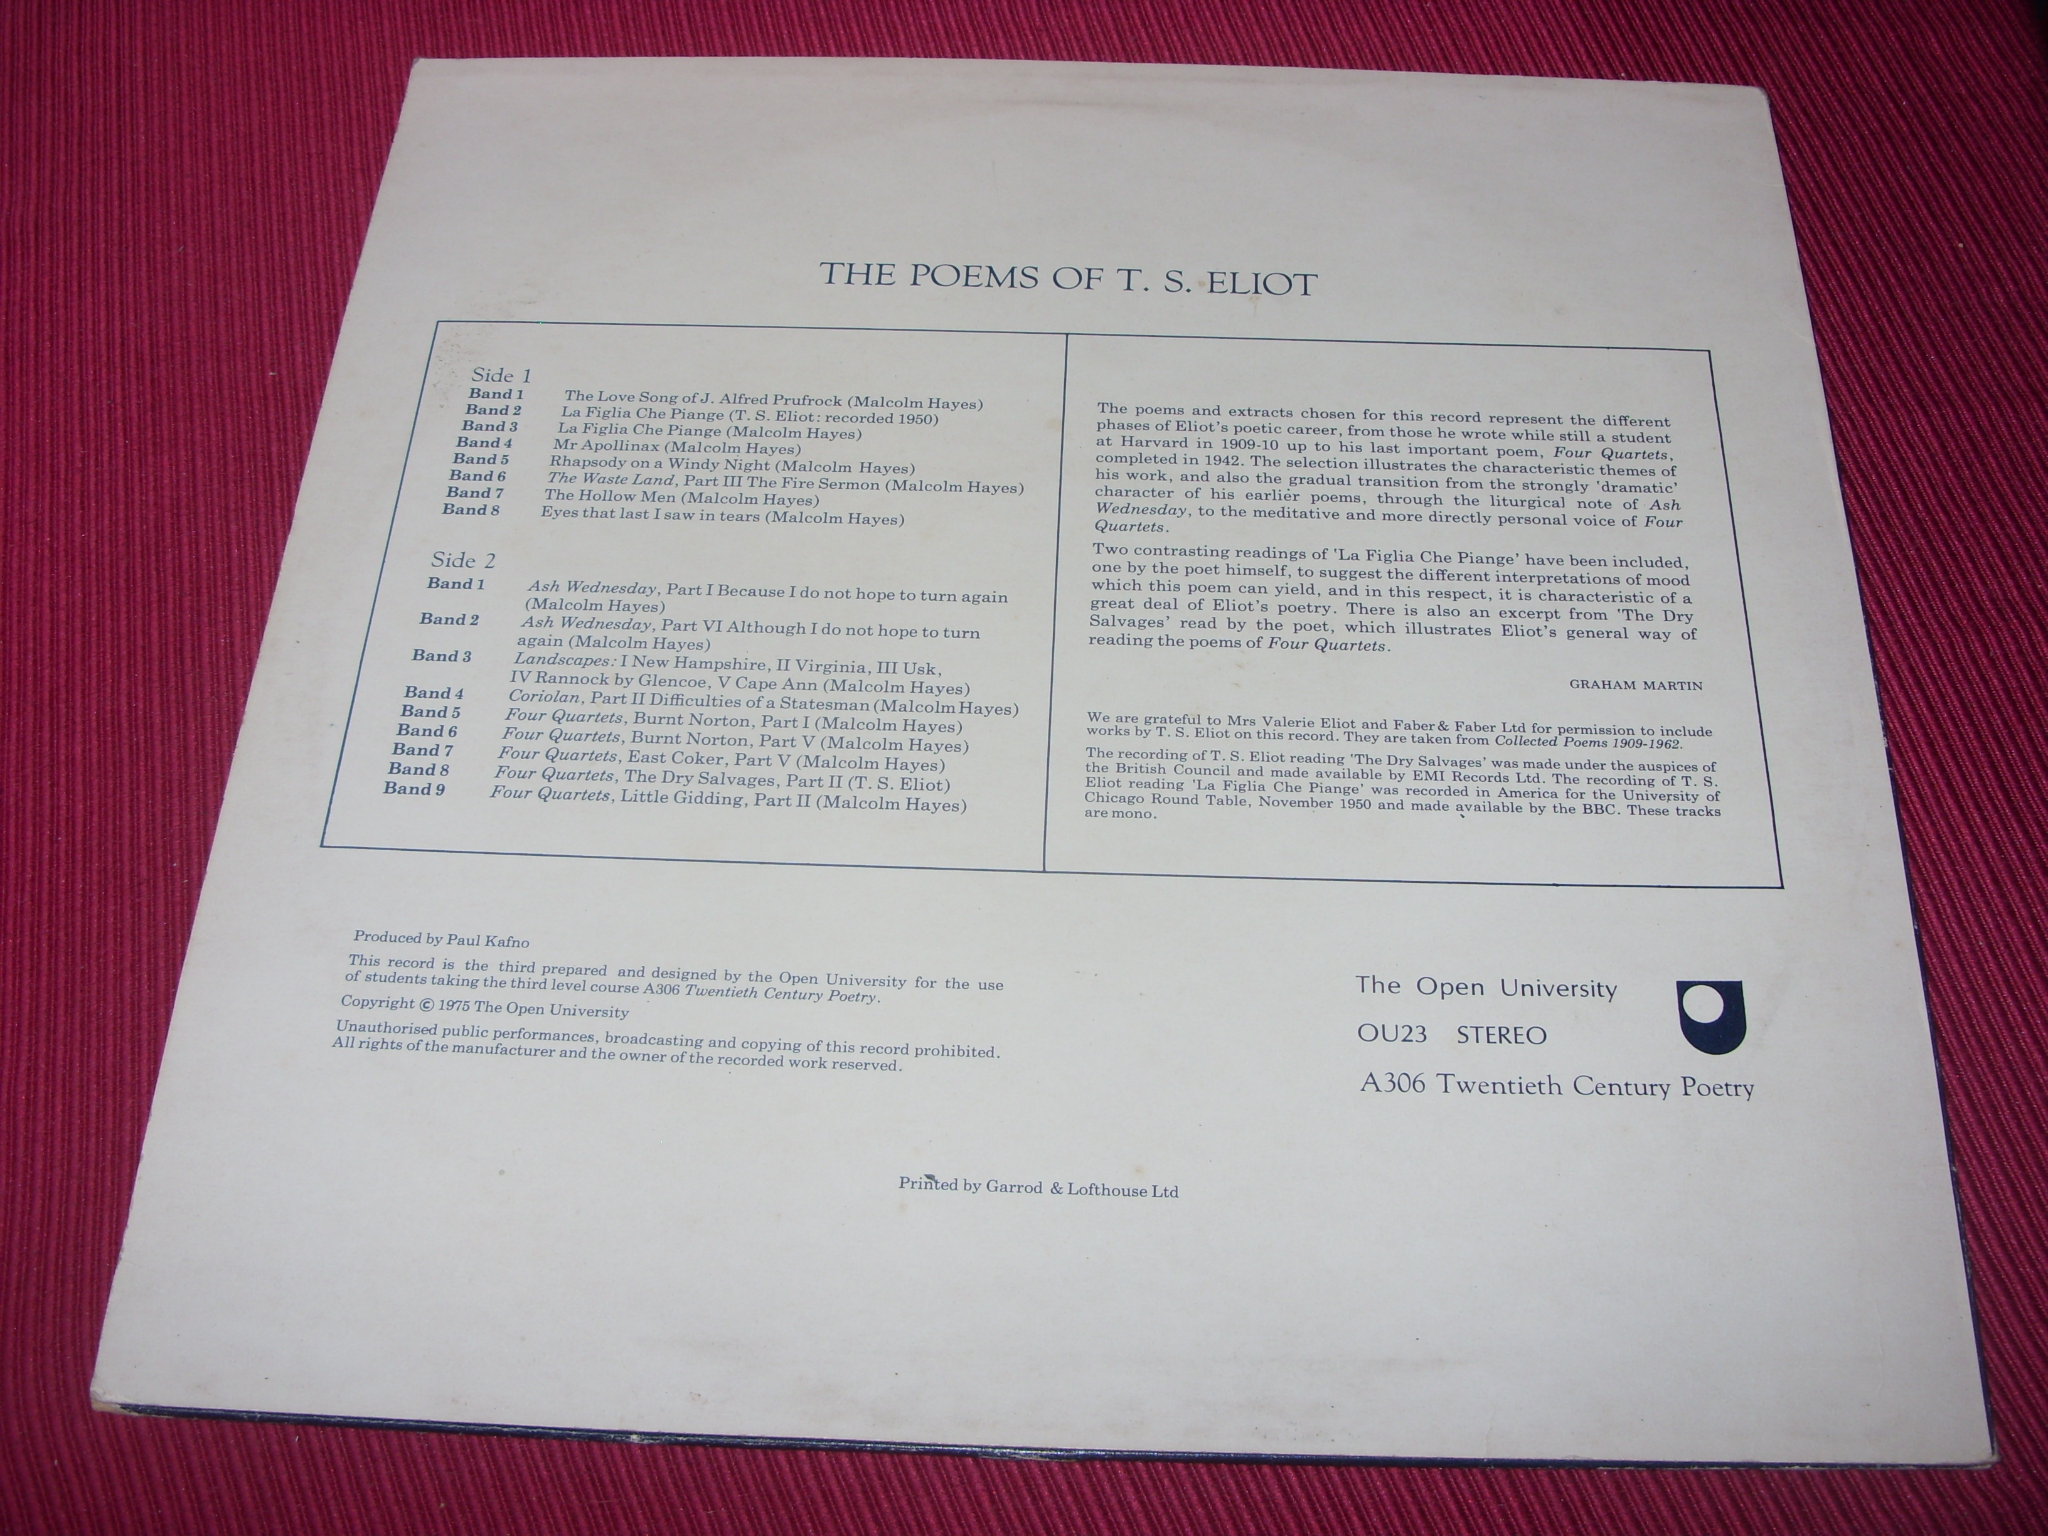 THE POEMS OF T. S. ELIOT
Side 1
Band 1 The Love Song of J. Alfred Prufrock (Malcolm Hayes)
Band 2 La Figlia Che Piange (T. S. Eliot: recorded 1950)
Band 3 La Figlia Che Piange (Malcolm Hayes)
Band 4 Mr Apollinax (Malcolm Hayes)
Band 5 Rhapsody on a Windy Night (Malcolm Hayes)
Band 6 The Waste Land, Part III The Fire Sermon (Malcolm Hayes)
Band 7 The Hollow Men (Malcolm Hayes)
Band 8 Eyes that last I saw in tears (Malcolm Hayes)
Side 2
Band 1 Ash Wednesday, Part I Because I do not hope to turn again
(Malcolm Hayes)
Band 2 Ash Wednesday, Part VI Although I do not hope to turn
again (Malcolm Hayes)
Band 3 Landscapes: I New Hampshire, II Virginia, III Usk,
IV Rannock by Glencoe, V Cape Ann (Malcolm Hayes)
Band 4 Coriolan, Part II Difficulties of a Statesman (Malcolm Hayes)
Band 5 Four Quartets, Burnt Norton, Part I (Malcolm Hayes)
Band 6 Four Quartets, Burnt Norton, Part V (Malcolm Hayes)
Band 7 Four Quartets, East Coker, Part V (Malcolm Hayes)
Band 8 Four Quartets, The Dry Salvages, Part II (T. S. Eliot)
Band 9 Four Quartets, Little Gidding, Part II (Malcolm Hayes)
The poems and extracts chosen for this record represent the different
phases of Eliot's poetic career, from those he wrote while still a student
at Harvard in 1909-10 up to his last important poem, Four Quartets,
completed in 1942. The selection illustrates the characteristic themes of
his work, and also the gradual transition from the strongly 'dramatic'
character of his earlier poems, through the liturgical note of Ash
Wednesday, to the meditative and more directly personal voice of Four
Quartets.
Two contrasting readings of 'La Figlia Che Piange' have been included,
one by the poet himself, to suggest the different interpretations of mood
which this poem can yield, and in this respect, it is characteristic of a
great deal of Eliot's poetry. There is also an excerpt from 'The Dry
Salvages' read by the poet, which illustrates Eliot's general way of
reading the poems of Four Quartets.
GRAHAM MARTIN
We are grateful to Mrs Valerie Eliot and Faber & Faber Ltd for permission to include
works by T. S. Eliot on this record. They are taken from Collected Poems 1909-1962.
The recording of T. S. Eliot reading 'The Dry Salvages' was made under the auspices of
the British Council and made available by EMI Records Ltd. The recording of T. S.
Eliot reading 'La Figlia Che Piange' was recorded in America for the University of
Chicago Round Table, November 1950 and made available by the BBC. These tracks
are mono.
Produced by Paul Kafno
This record is the third prepared and designed by the Open University for the use
of students taking the third level course A306 Twentieth Century Poetry.
Copyright © 1975 The Open University
Unauthorised public performances, broadcasting and copying of this record prohibited.
All rights of the manufacturer and the owner of the recorded work reserved.
The Open University
OU23 STEREO
A306 Twentieth Century Poetry
Printed by Garrod & Lofthouse Ltd